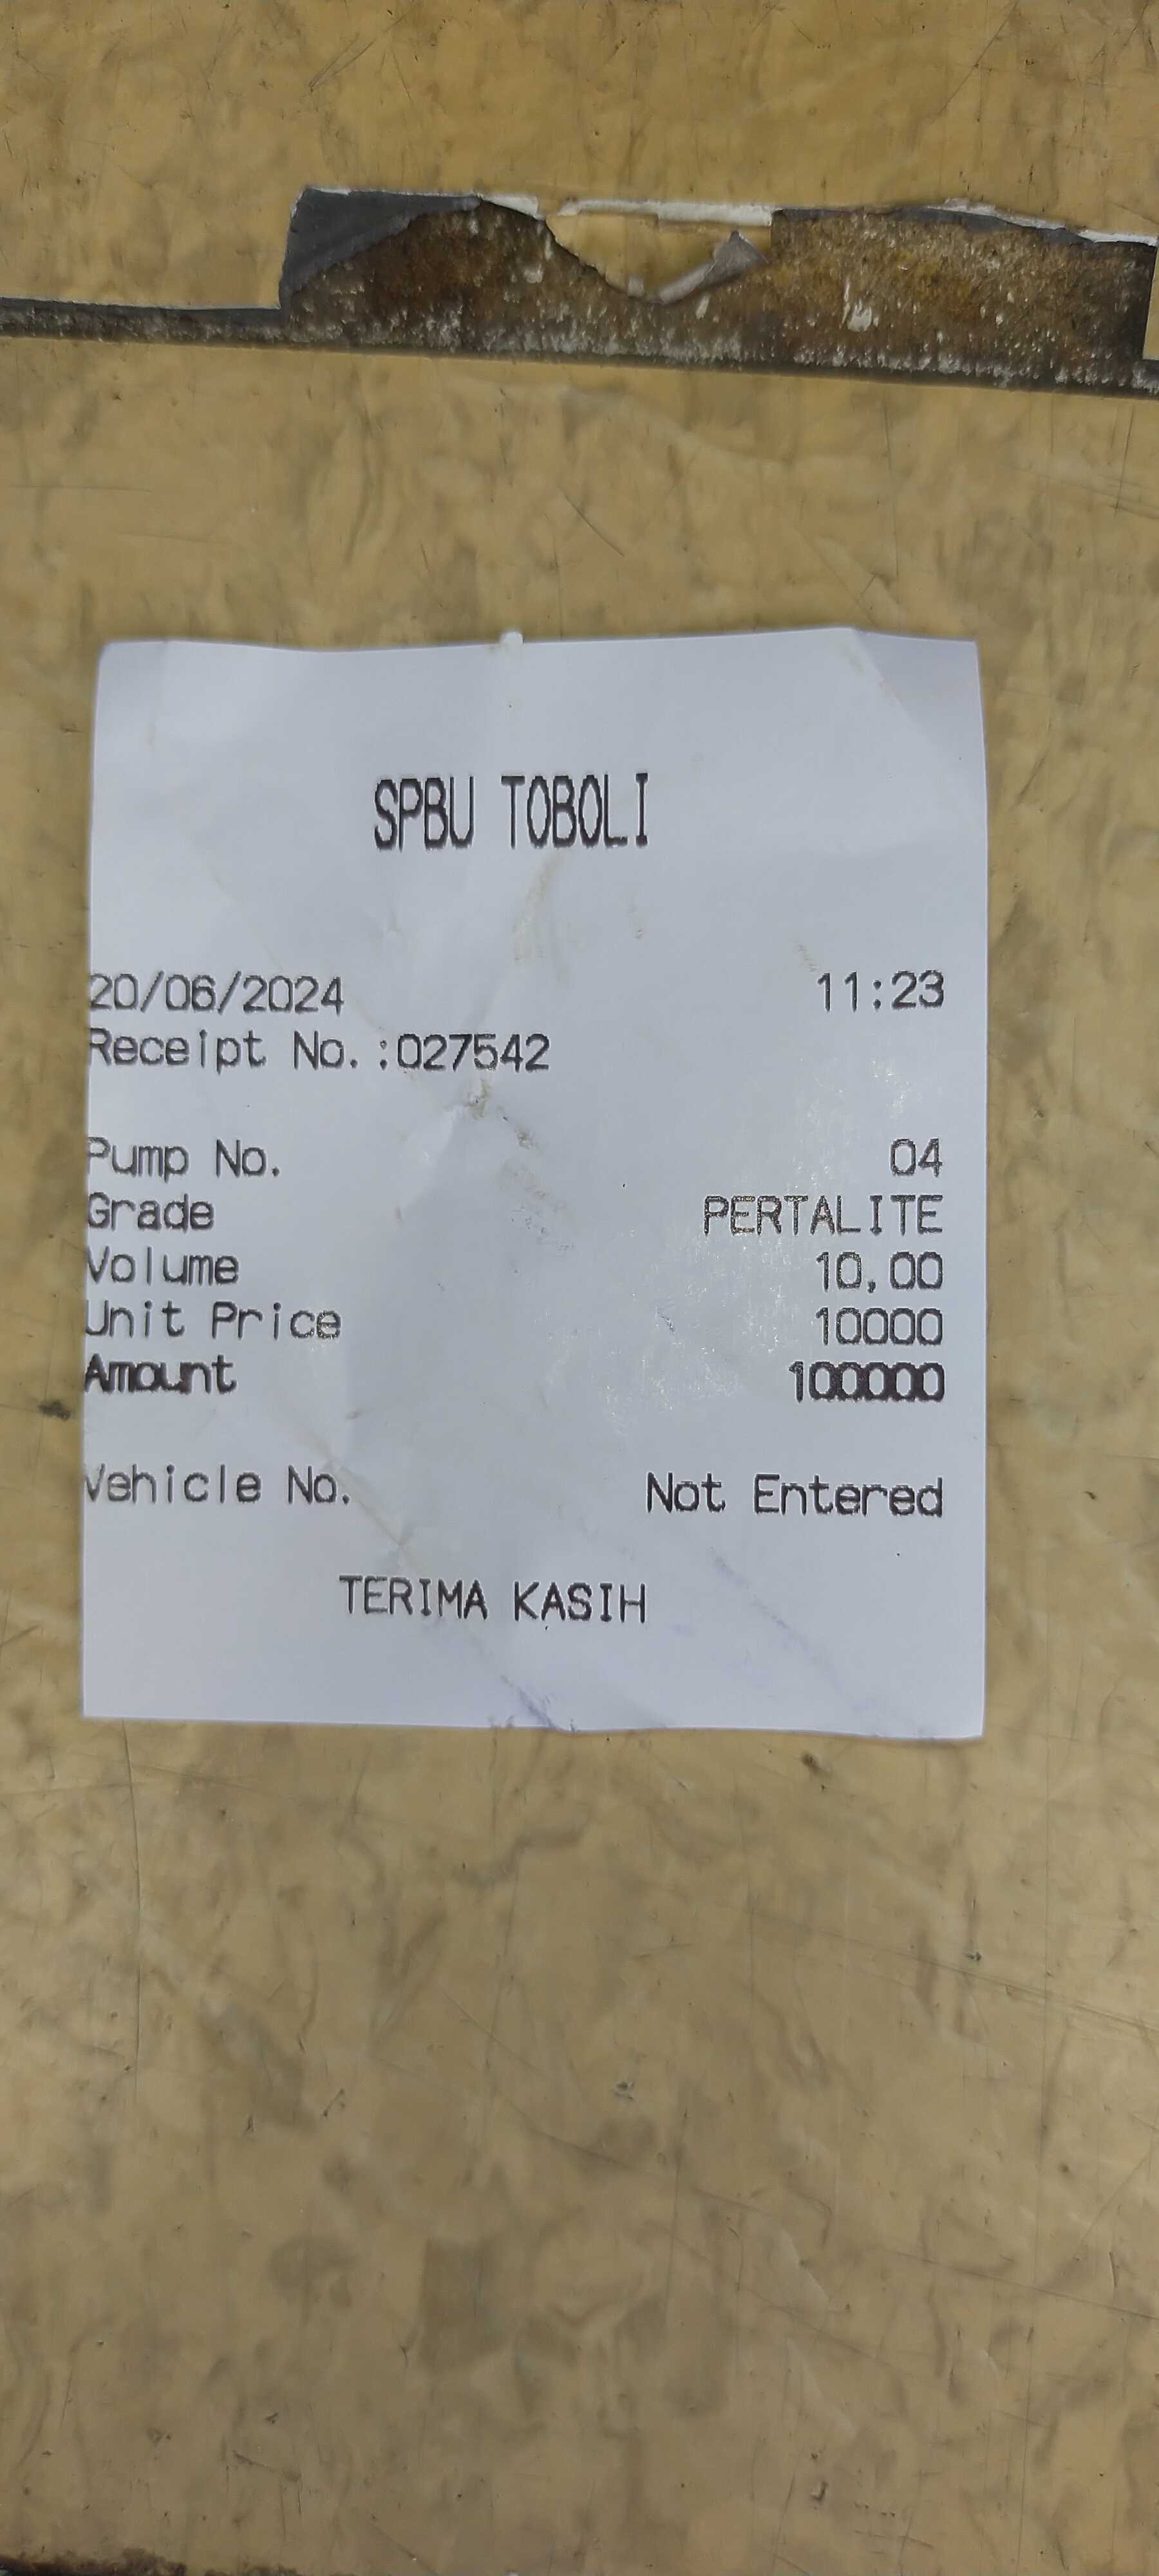 SPBU TOBOLI
20/06/2024 11:23
Receipt No.:027542
Pump No. 04
Grade PERTALITE
Volume 10,00
Unit Price 10000
Amount 100000
Vehicle No. Not Entered
TERIMA KASIH